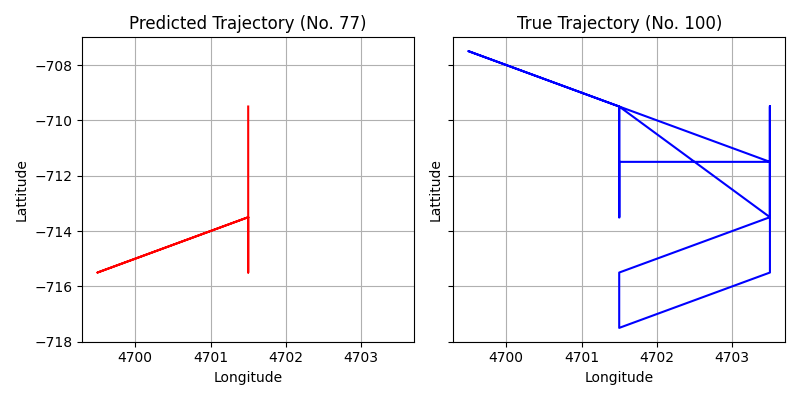 Predicted Trajectory (No. 77)
True Trajectory (No. 100)
−708
−710
−712
−714
−716
−718
Lattitude
Lattitude
4700
4701
4702
4703
4700
4701
4702
4703
Longitude
Longitude